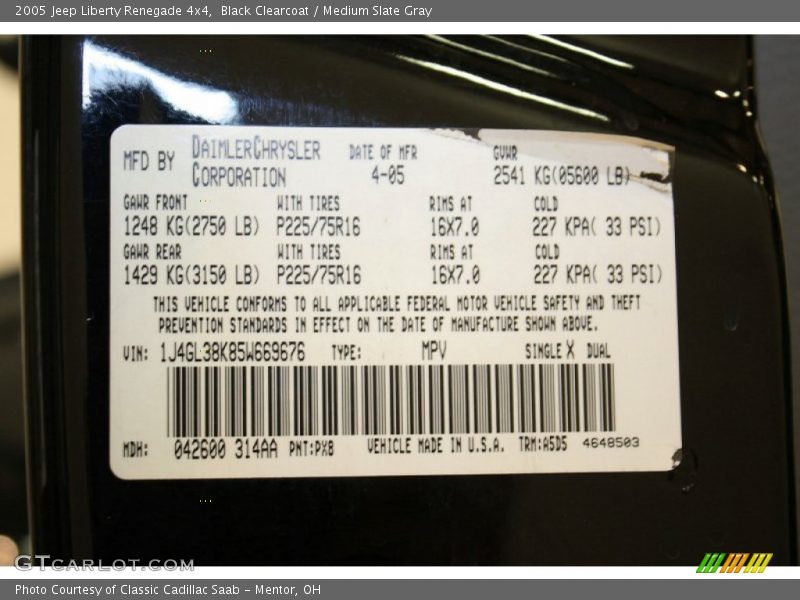 2005 Jeep Liberty Renegade 4x4, Black Clearcoat / Medium Slate Gray
MFD BY DAIMLERCHRYSLER CORPORATION DATE OF MFR 4-05 GVWR 2541 KG(05600 LB)
GAWR FRONT WITH TIRES RIMS AT COLD
1248 KG(2750 LB) P225/75R16 16X7.0 227 KPA( 33 PSI)
GAWR REAR WITH TIRES RIMS AT COLD
1429 KG(3150 LB) P225/75R16 16X7.0 227 KPA( 33 PSI)
THIS VEHICLE CONFORMS TO ALL APPLICABLE FEDERAL MOTOR VEHICLE SAFETY AND THEFT
PREVENTION STANDARDS IN EFFECT ON THE DATE OF MANUFACTURE SHOWN ABOVE.
VIN: 1J4GL38K85W669676 TYPE: MPV SINGLE X DUAL
MDH: 042600 314AA PNT:PX8 VEHICLE MADE IN U.S.A. TRM:A5D5 4648503
GTCARLOT.COM
Photo Courtesy of Classic Cadillac Saab - Mentor, OH